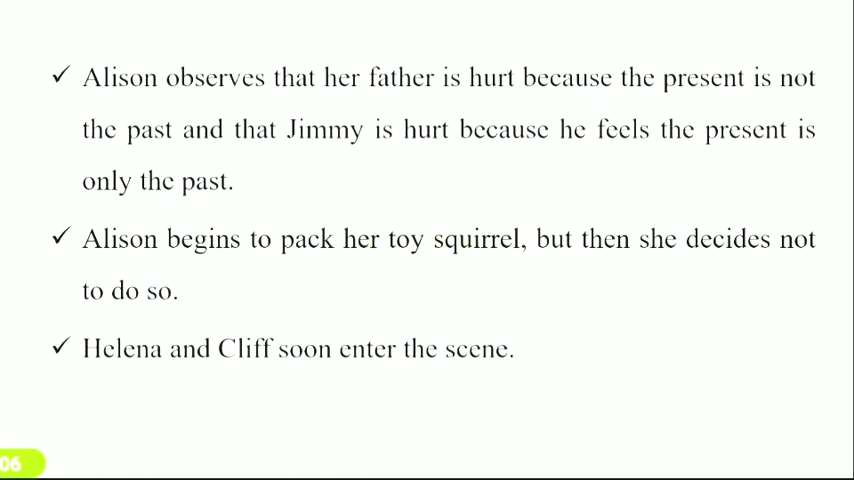 ✓ Alison observes that her father is hurt because the present is not
the past and that Jimmy is hurt because he feels the present is
only the past.
✓ Alison begins to pack her toy squirrel, but then she decides not
to do so.
✓ Helena and Cliff soon enter the scene.
06